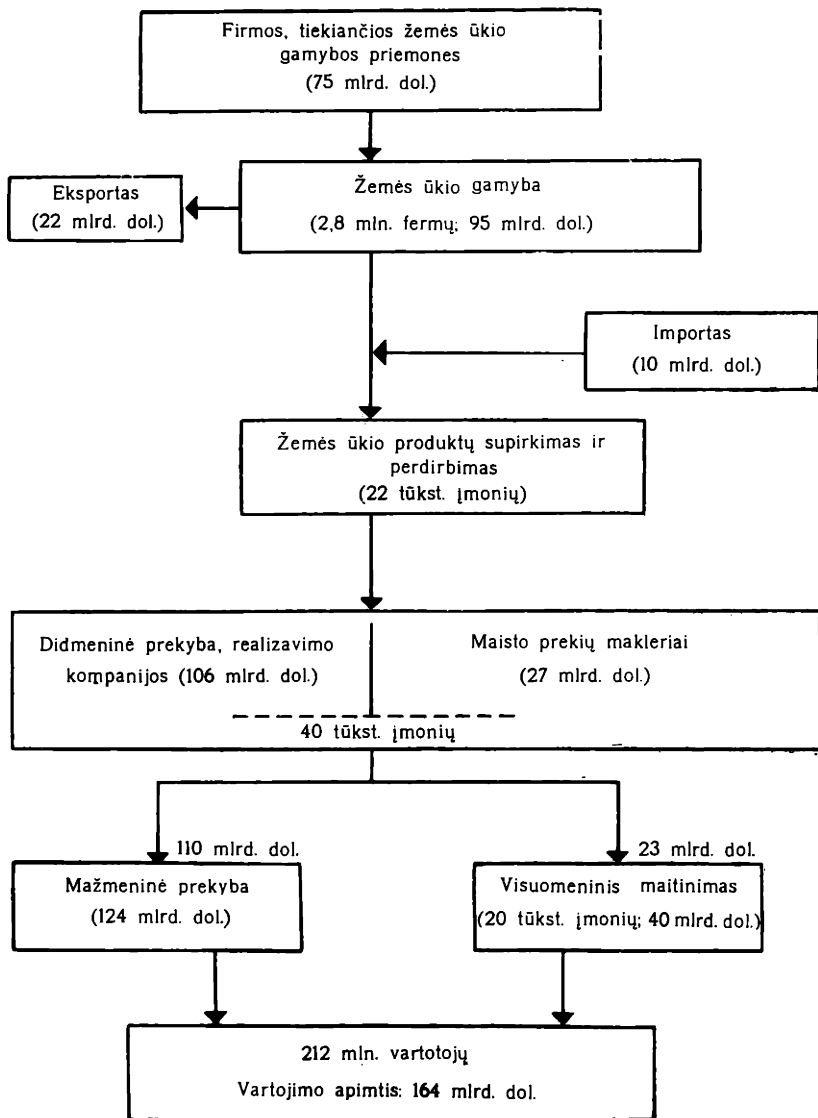 Firmos, tiekiančios žemės ūkio
gamybos priemones
(75 mlrd. dol.)
Eksportas
(22 mlrd. dol.)
Žemės ūkio gamyba
(2,8 mln. fermų; 95 mlrd. dol.)
Importas
(10 mlrd. dol.)
Žemės ūkio produktų supirkimas ir
perdirbimas
(22 tūkst. įmonių)
Didmeninė prekyba, realizavimo
kompanijos (106 mlrd. dol.)
Maisto prekių makleriai
(27 mlrd. dol.)
40 tūkst. įmonių
110 mlrd. dol.
23 mlrd. dol.
Mažmeninė prekyba
(124 mlrd. dol.)
Visuomeninis maitinimas
(20 tūkst. įmonių; 40 mlrd. dol.)
212 mln. vartotojų
Vartojimo apimtis: 164 mlrd. dol.